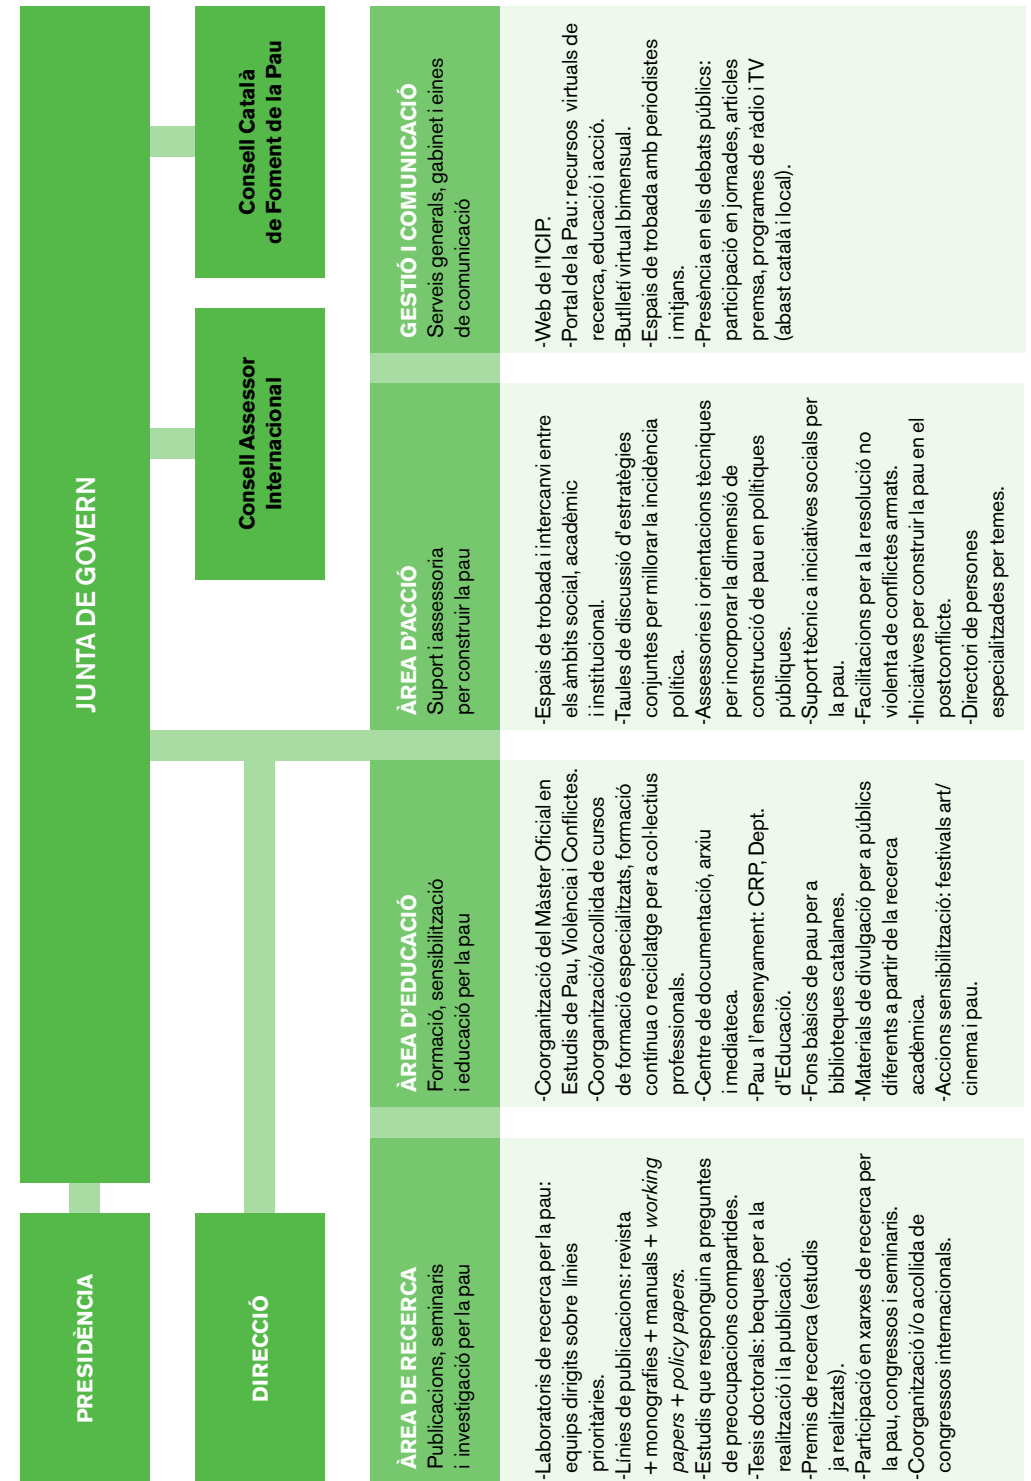 PRESIDÈNCIA
JUNTA DE GOVERN
DIRECCIÓ
Consell Assessor
Internacional
Consell Català
de Foment de la Pau
ÀREA DE RECERCA
Publicacions, seminaris
i investigació per la pau
-Laboratoris de recerca per la pau:
equips dirigits sobre línies
prioritàries.
-Línies de publicacions: revista
+ monografies + manuals + working
papers + policy papers.
-Estudis que responguin a preguntes
de preocupacions compartides.
-Tesis doctorals: beques per a la
realització i la publicació.
-Premis de recerca (estudis
ja realitzats).
-Participació en xarxes de recerca per
la pau, congressos i seminaris.
-Coorganització i/o acollida de
congressos internacionals.
ÀREA D’EDUCACIÓ
Formació, sensibilització
i educació per la pau
-Coorganització del Màster Oficial en
Estudis de Pau, Violència i Conflictes.
-Coorganització/acollida de cursos
de formació especialitzats, formació
contínua o reciclatge per a col·lectius
professionals.
-Centre de documentació, arxiu
i mediateca.
-Pau a l’ensenyament: CRP, Dept.
d’Educació.
-Fons bàsics de pau per a
biblioteques catalanes.
-Materials de divulgació per a públics
diferents a partir de la recerca
acadèmica.
-Accions sensibilització: festivals art/
cinema i pau.
ÀREA D’ACCIÓ
Suport i assessoria
per construir la pau
-Espais de trobada i intercanvi entre
els àmbits social, acadèmic
i institucional.
-Taules de discussió d’estratègies
conjuntes per millorar la incidència
política.
-Assessories i orientacions tècniques
per incorporar la dimensió de
construcció de pau en polítiques
públiques.
-Suport tècnic a iniciatives socials per
la pau.
-Facilitacions per a la resolució no
violenta de conflictes armats.
-Iniciatives per construir la pau en el
postconflicte.
-Directori de persones
especialitzades per temes.
GESTIÓ I COMUNICACIÓ
Serveis generals, gabinet i eines
de comunicació
-Web de l’ICIP.
-Portal de la Pau: recursos virtuals de
recerca, educació i acció.
-Butlletí virtual bimensual.
-Espais de trobada amb periodistes
i mitjans.
-Presència en els debats públics:
participació en jornades, articles
premsa, programes de ràdio i TV
(abast català i local).